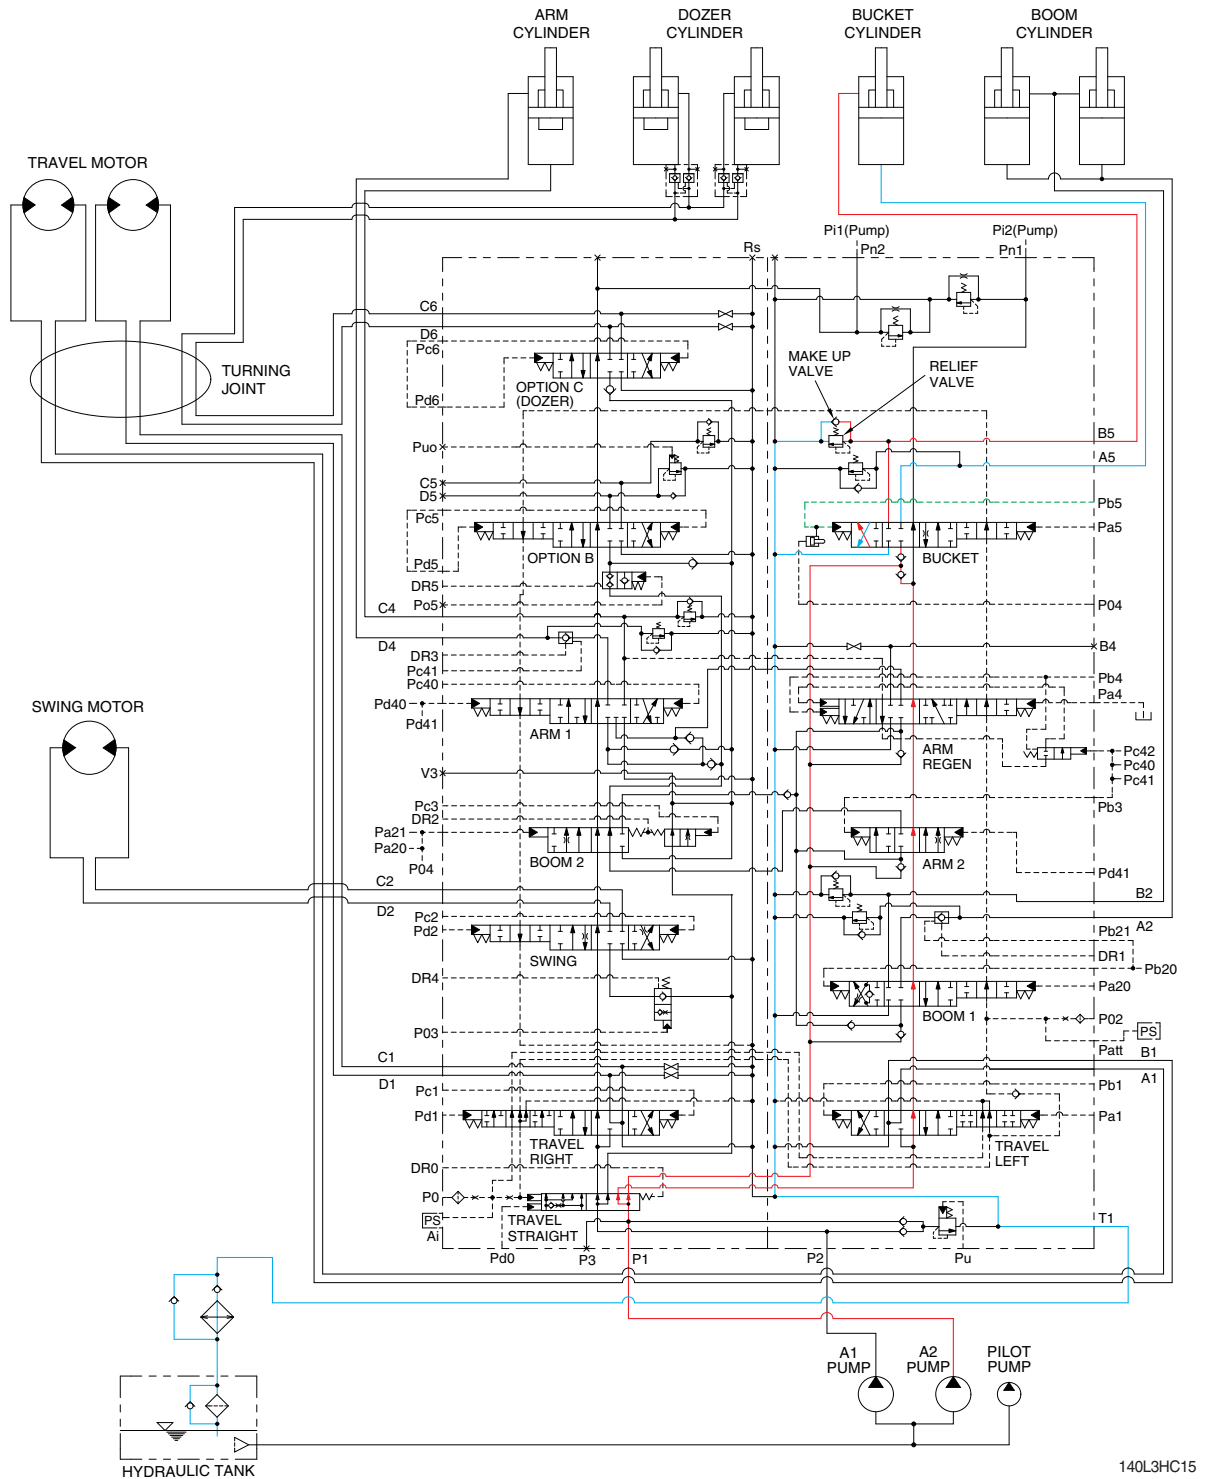 ARM
CYLINDER
DOZER
CYLINDER
BUCKET
CYLINDER
BOOM
CYLINDER
TRAVEL MOTOR
Pi1(Pump)
Pi2(Pump)
Rs
Pn2
Pn1
C6
D6
Pc6
TURNING
JOINT
OPTION C
(DOZER)
Pd6
MAKE UP
VALVE
RELIEF
VALVE
B5
A5
Puo
C5
D5
Pc5
Pb5
Pa5
OPTION B
BUCKET
Pd5
DR5
Po5
P04
C4
D4
DR3
Pc41
Pc40
B4
Pb4
Pa4
Pd40
Pd41
ARM 1
ARM
REGEN
Pc42
Pc40
Pc41
SWING MOTOR
V3
Pc3
DR2
Pb3
Pa21
Pa20
P04
BOOM 2
ARM 2
Pd41
C2
D2
B2
A2
Pc2
Pd2
Pb21
SWING
DR1
Pb20
DR4
Pa20
BOOM 1
P03
P02
PS
Patt
C1
B1
D1
A1
Pc1
Pb1
Pd1
Pa1
TRAVEL
RIGHT
TRAVEL
LEFT
DR0
P0
PS
Ai
TRAVEL
STRAIGHT
T1
Pd0
P3
P1
P2
Pu
A1
PUMP
A2
PUMP
PILOT
PUMP
HYDRAULIC TANK
140L3HC15